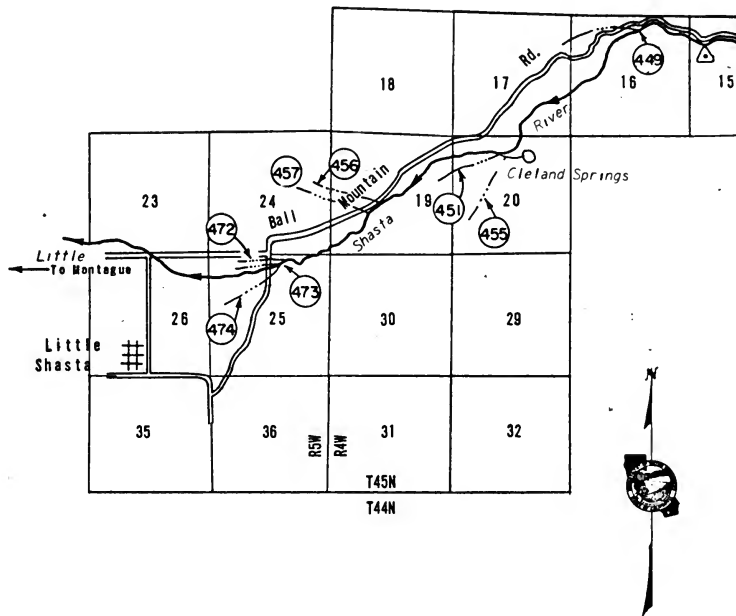 449
16
15
18
17
Rd.
River
457
456
Cleland Springs
23
24
Mountain
19
451
20
455
Ball
Shasta
472
Little
To Montague
473
474
26
25
30
29
Little
Shasta
35
36
R5W
R4W
31
32
T45N
T44N
N